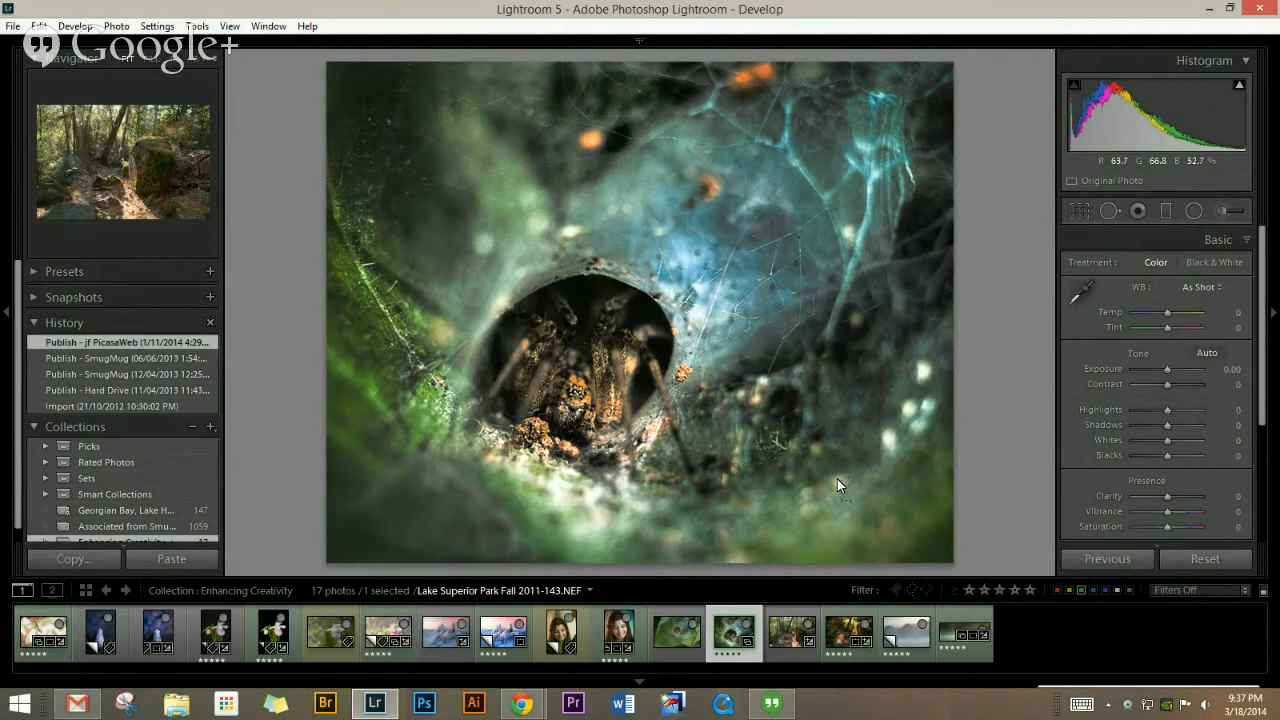 Lightroom 5 - Adobe Photoshop Lightroom - Develop
File Edit Develop Photo Settings Tools View Window Help
Google+
Navigator
Histogram
R 63.7 G 66.8 B 52.7 %
Original Photo
Basic
Treatment : Color Black & White
WB : As Shot
Temp 0
Tint 0
Tone Auto
Exposure 0.00
Contrast 0
Highlights 0
Shadows 0
Whites 0
Blacks 0
Presence
Clarity 0
Vibrance 0
Saturation 0
Previous Reset
Presets +
Snapshots +
History ×
Publish - jf PicasaWeb (1/11/2014 4:29...
Publish - SmugMug (06/06/2013 1:54:...
Publish - SmugMug (12/04/2013 12:25...
Publish - Hard Drive (11/04/2013 11:43...
Import (21/10/2012 10:30:02 PM)
Collections − +
Picks
Rated Photos
Sets
Smart Collections
Georgian Bay, Lake H... 147
Associated from Smu... 1059
Copy... Paste
1 2 Collection : Enhancing Creativity 17 photos /1 selected /Lake Superior Park Fall 2011-143.NEF Filter : Filters Off
Br Lr Ps Ai Pr
9:37 PM
3/18/2014